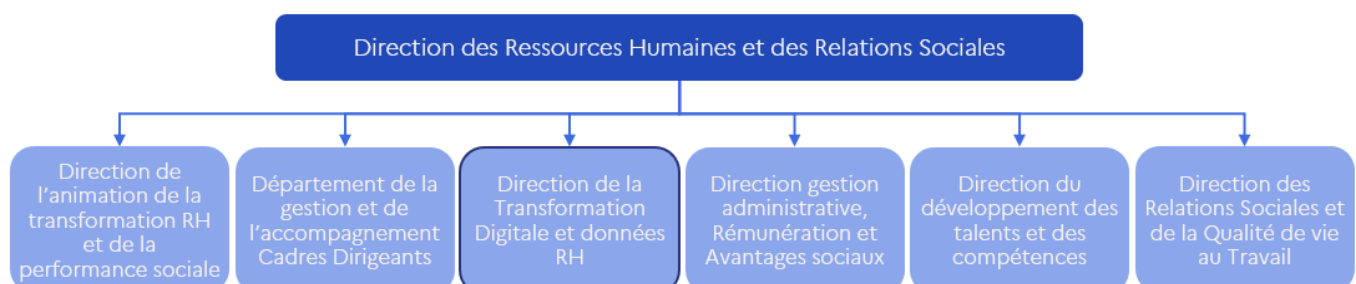 Direction des Ressources Humaines et des Relations Sociales
Direction de
l'animation de la
transformation RH
et de la
performance sociale
Département de la
gestion et de
l'accompagnement
Cadres Dirigeants
Direction de la
Transformation
Digitale et données
RH
Direction gestion
administrative,
Rémunération et
Avantages sociaux
Direction du
développement des
talents et des
compétences
Direction des
Relations Sociales et
de la Qualité de vie
au Travail